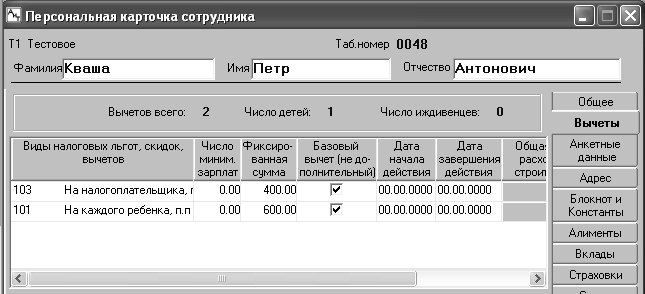 Персональная карточка сотрудника
Т1 Тестовое Таб.номер 0048
Фамилия Кваша Имя Петр Отчество Антонович
Вычетов всего: 2 Число детей: 1 Число иждивенцев: 0
Общее
Вычеты
Анкетные
данные
Адрес
Блокнот и
Константы
Алименты
Вклады
Страховки
Виды налоговых льгот, скидок,
вычетов
Число
миним.
зарплат
Фиксиро-
ванная
сумма
Базовый
вычет (не до-
полнительный)
Дата
начала
действия
Дата
завершения
действия
Общая
расхо
строит
103 На налогоплательщика, 0.00 400.00 00.00.0000 00.00.0000
101 На каждого ребенка, п.п 0.00 600.00 00.00.0000 00.00.0000